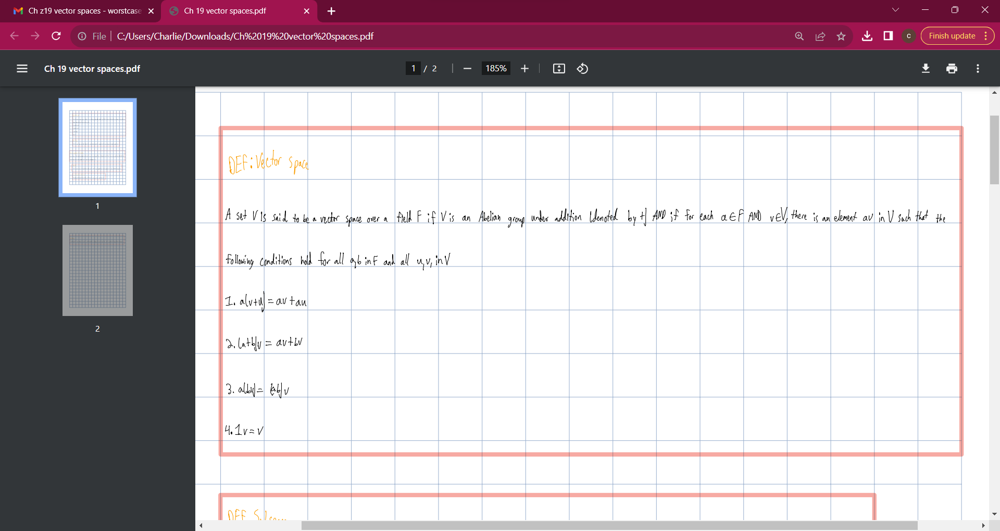 Ch z19 vector spaces - worstcase
Ch 19 vector spaces.pdf
File
C:/Users/Charlie/Downloads/Ch%2019%20vector%20spaces.pdf
C
Finish update
Ch 19 vector spaces.pdf
1 / 2
185%
1
2
DEF: Vector space
A set V is said to be a vector space over a field F if V is an Abelian group under addition (denoted by +) AND if for each a ∈ F AND v ∈ V, there is an element av in V such that the
following conditions hold for all a,b in F and all u,v, in V
1. a(v+u) = av + au
2. (a+b)v = av + bv
3. a(bv) = (ab)v
4. 1v = v
DEF